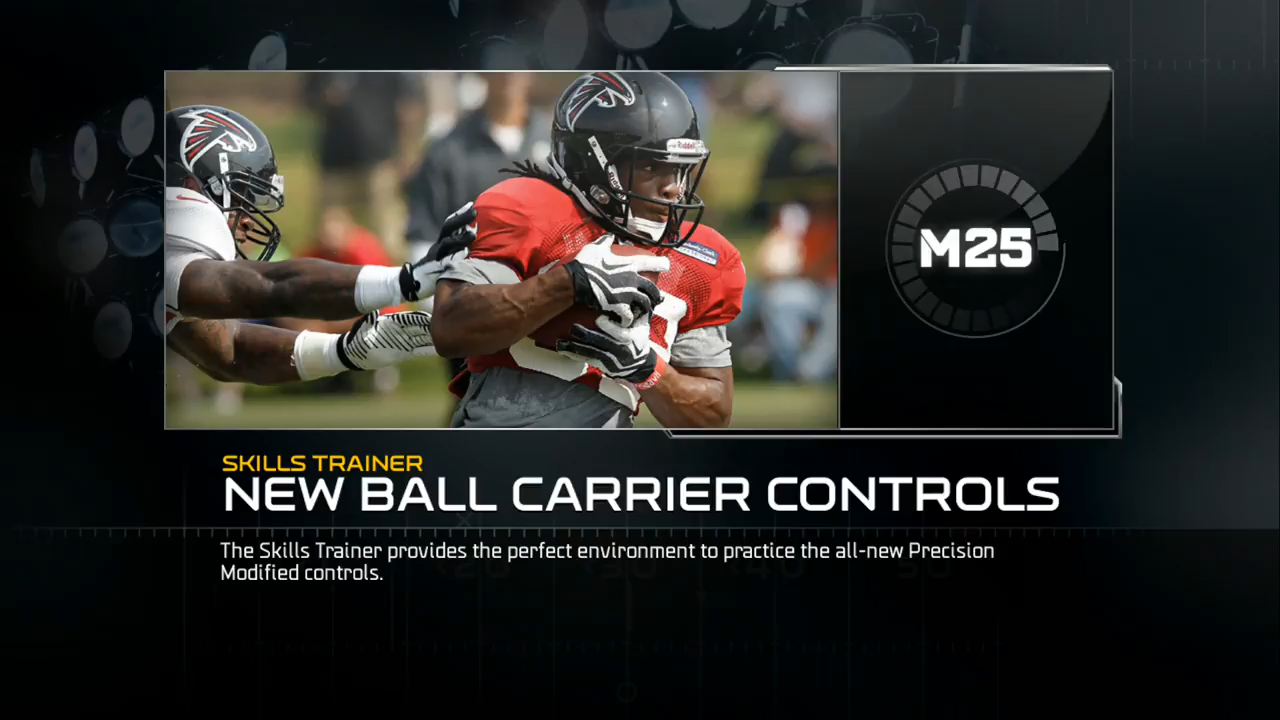 Riddell
M25
SKILLS TRAINER
NEW BALL CARRIER CONTROLS
The Skills Trainer provides the perfect environment to practice the all-new Precision
Modified controls.